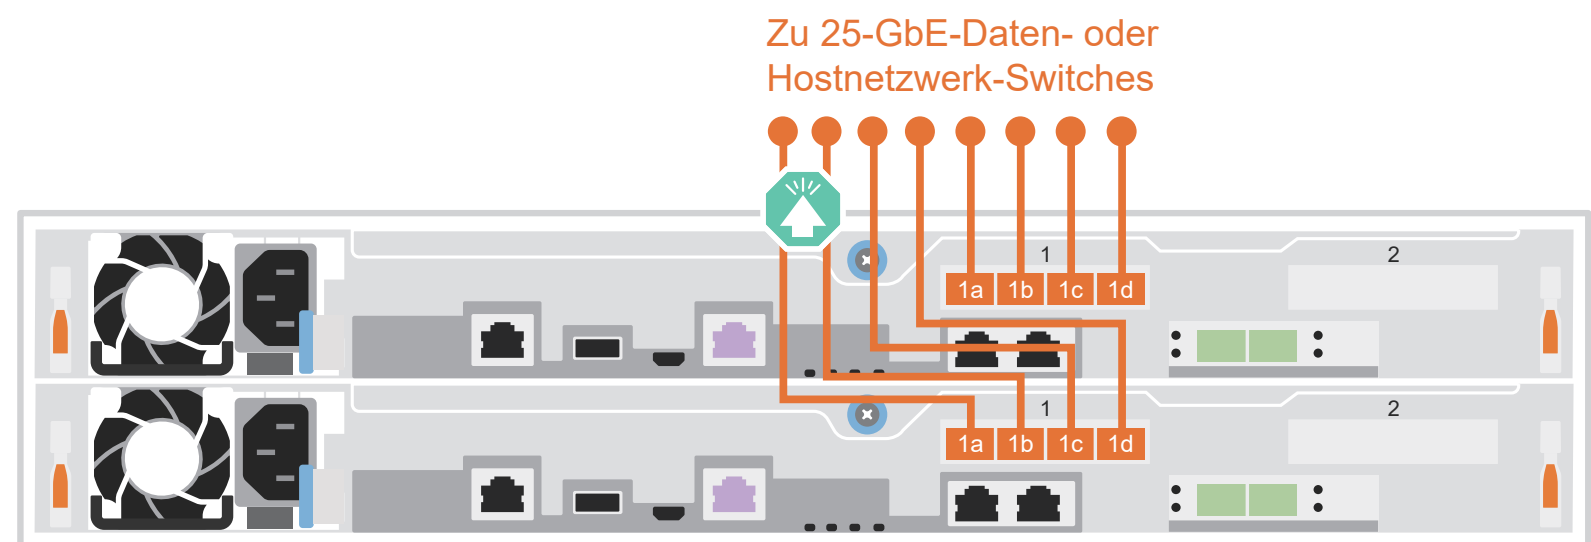 Zu 25-GbE-Daten- oder
Hostnetzwerk-Switches
1 2
1a 1b 1c 1d
1 2
1a 1b 1c 1d